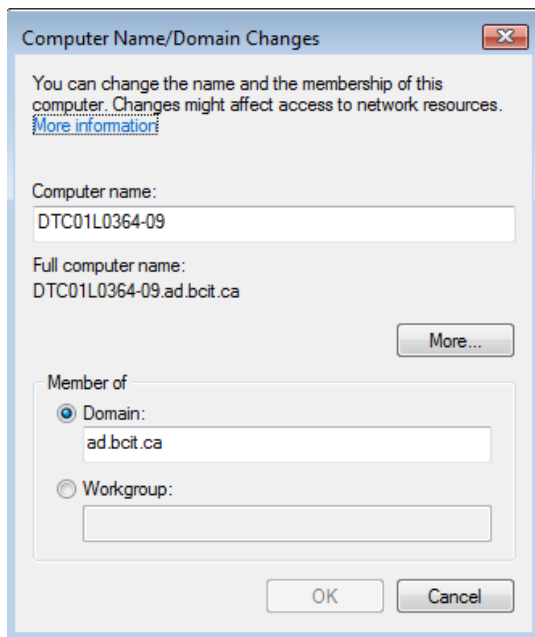 Computer Name/Domain Changes
You can change the name and the membership of this
computer. Changes might affect access to network resources.
More information
Computer name:
DTC01L0364-09
Full computer name:
DTC01L0364-09.ad.bcit.ca
More...
Member of
Domain:
ad.bcit.ca
Workgroup:
OK
Cancel